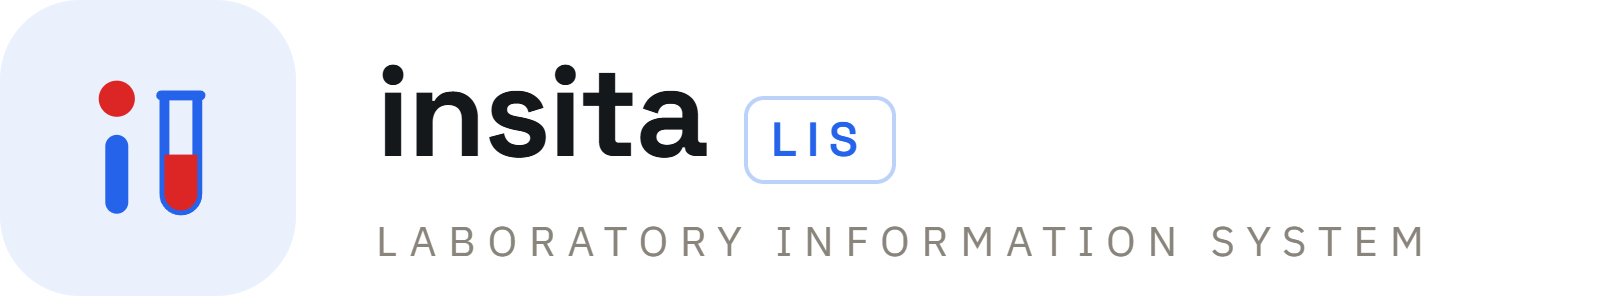 insita LIS
LABORATORY INFORMATION SYSTEM